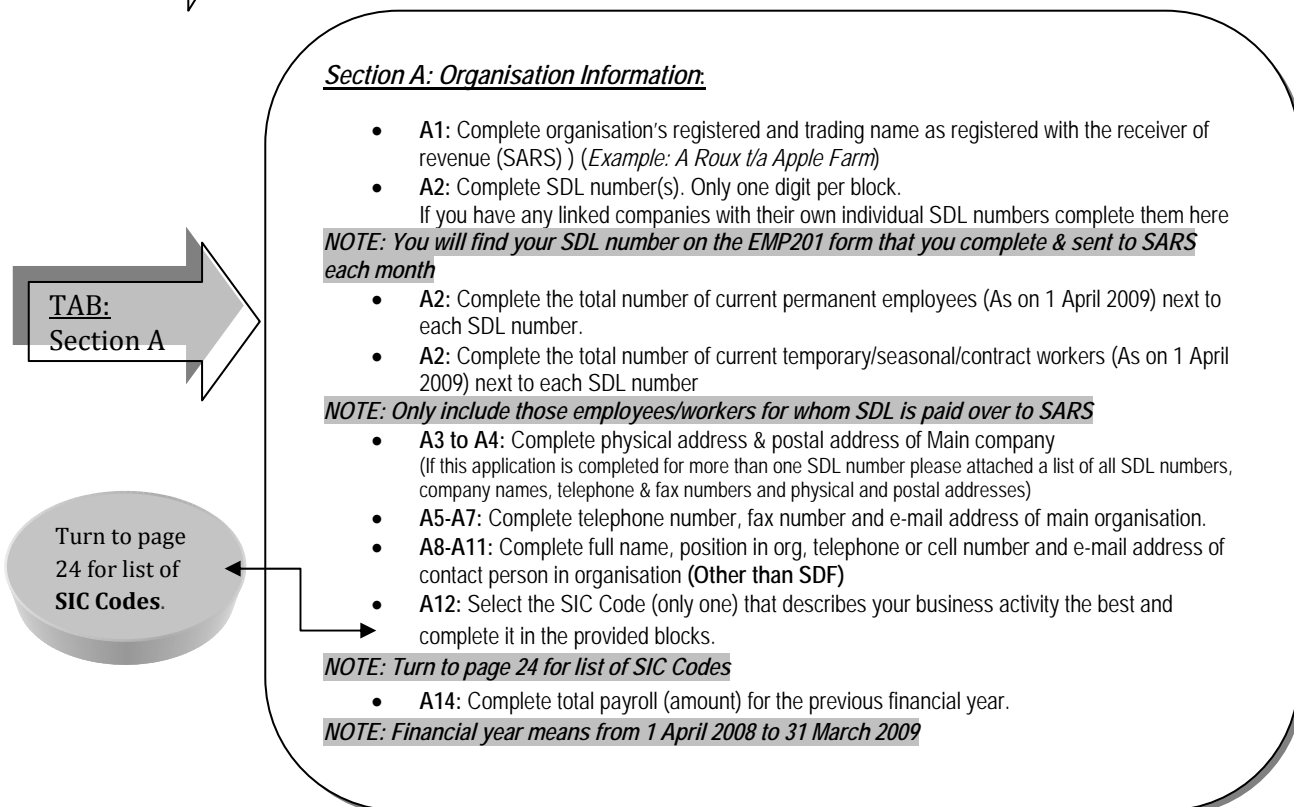 Section A: Organisation Information:
• A1: Complete organisation's registered and trading name as registered with the receiver of
revenue (SARS) ) (Example: A Roux t/a Apple Farm)
• A2: Complete SDL number(s). Only one digit per block.
If you have any linked companies with their own individual SDL numbers complete them here
NOTE: You will find your SDL number on the EMP201 form that you complete & sent to SARS
each month
• A2: Complete the total number of current permanent employees (As on 1 April 2009) next to
each SDL number.
• A2: Complete the total number of current temporary/seasonal/contract workers (As on 1 April
2009) next to each SDL number
NOTE: Only include those employees/workers for whom SDL is paid over to SARS
• A3 to A4: Complete physical address & postal address of Main company
(If this application is completed for more than one SDL number please attached a list of all SDL numbers,
company names, telephone & fax numbers and physical and postal addresses)
• A5-A7: Complete telephone number, fax number and e-mail address of main organisation.
• A8-A11: Complete full name, position in org, telephone or cell number and e-mail address of
contact person in organisation (Other than SDF)
• A12: Select the SIC Code (only one) that describes your business activity the best and
complete it in the provided blocks.
NOTE: Turn to page 24 for list of SIC Codes
• A14: Complete total payroll (amount) for the previous financial year.
NOTE: Financial year means from 1 April 2008 to 31 March 2009
TAB:
Section A
Turn to page
24 for list of
SIC Codes.